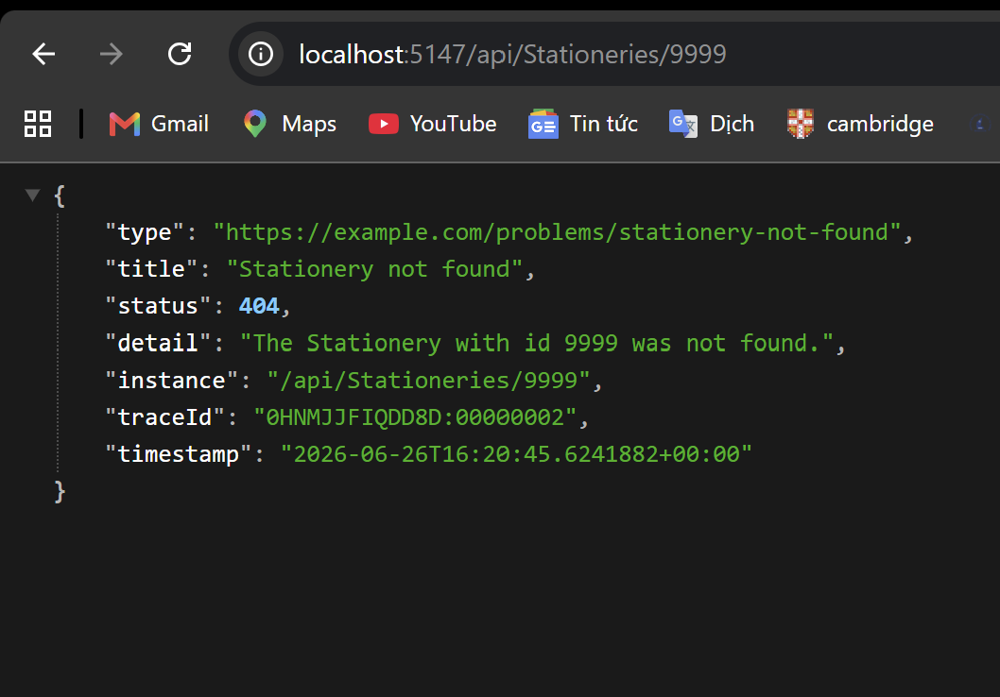 localhost:5147/api/Stationeries/9999
Gmail Maps YouTube Tin tức Dịch cambridge
{
"type": "https://example.com/problems/stationery-not-found",
"title": "Stationery not found",
"status": 404,
"detail": "The Stationery with id 9999 was not found.",
"instance": "/api/Stationeries/9999",
"traceId": "0HNMJJFIQDD8D:00000002",
"timestamp": "2026-06-26T16:20:45.6241882+00:00"
}